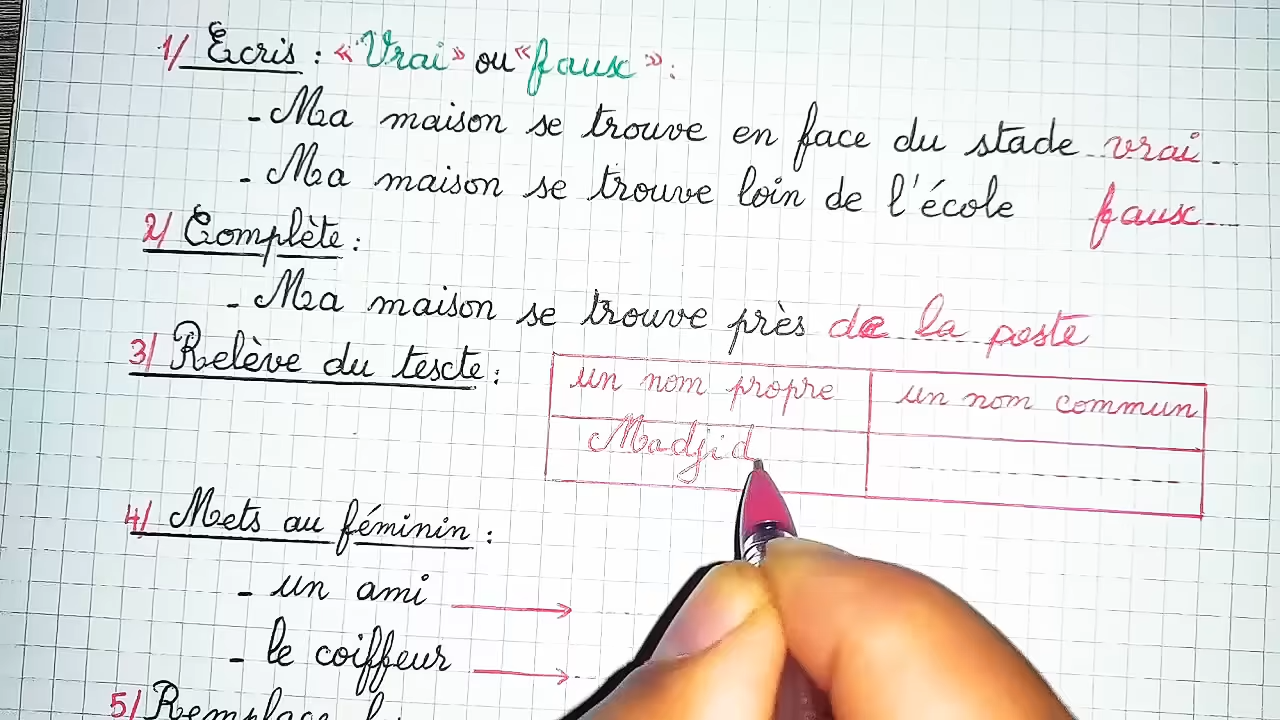 1/ Ecris : «Vrai» ou «faux» :
- Ma maison se trouve en face du stade vrai
- Ma maison se trouve loin de l'école faux
2/ Complète :
- Ma maison se trouve près de la poste
3/ Relève du texte :
un nom propre un nom commun
Madjid
4/ Mets au féminin :
- un ami
- le coiffeur
5/ Remplace